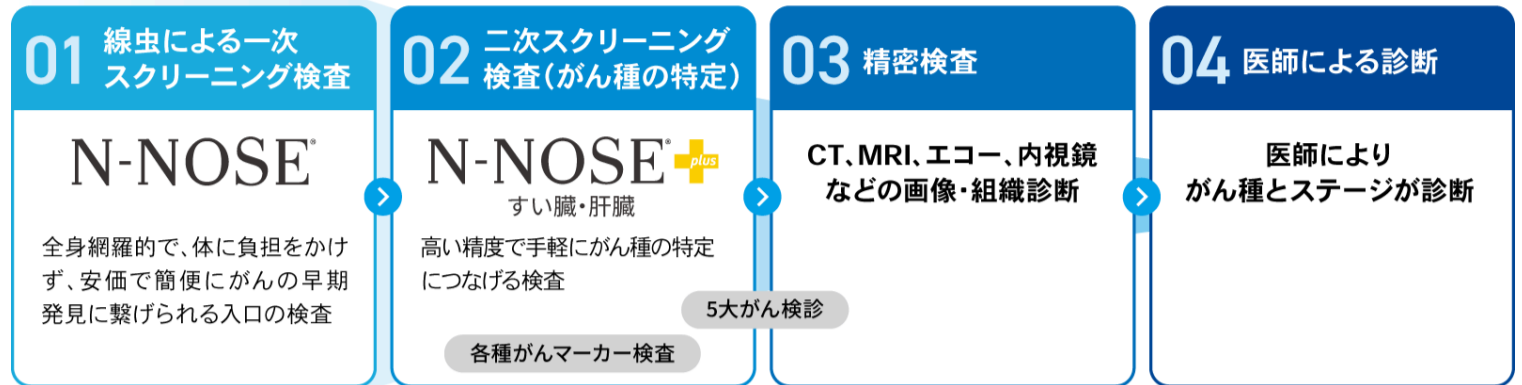 01
線虫による一次
スクリーニング検査
N-NOSE®
全身網羅的で、体に負担をかけ
ず、安価で簡便にがんの早期
発見に繋げられる入口の検査
02
二次スクリーニング
検査(がん種の特定)
N-NOSE® plus
すい臓・肝臓
高い精度で手軽にがん種の特定
につなげる検査
5大がん検診
各種がんマーカー検査
03
精密検査
CT、MRI、エコー、内視鏡
などの画像・組織診断
04
医師による診断
医師により
がん種とステージが診断